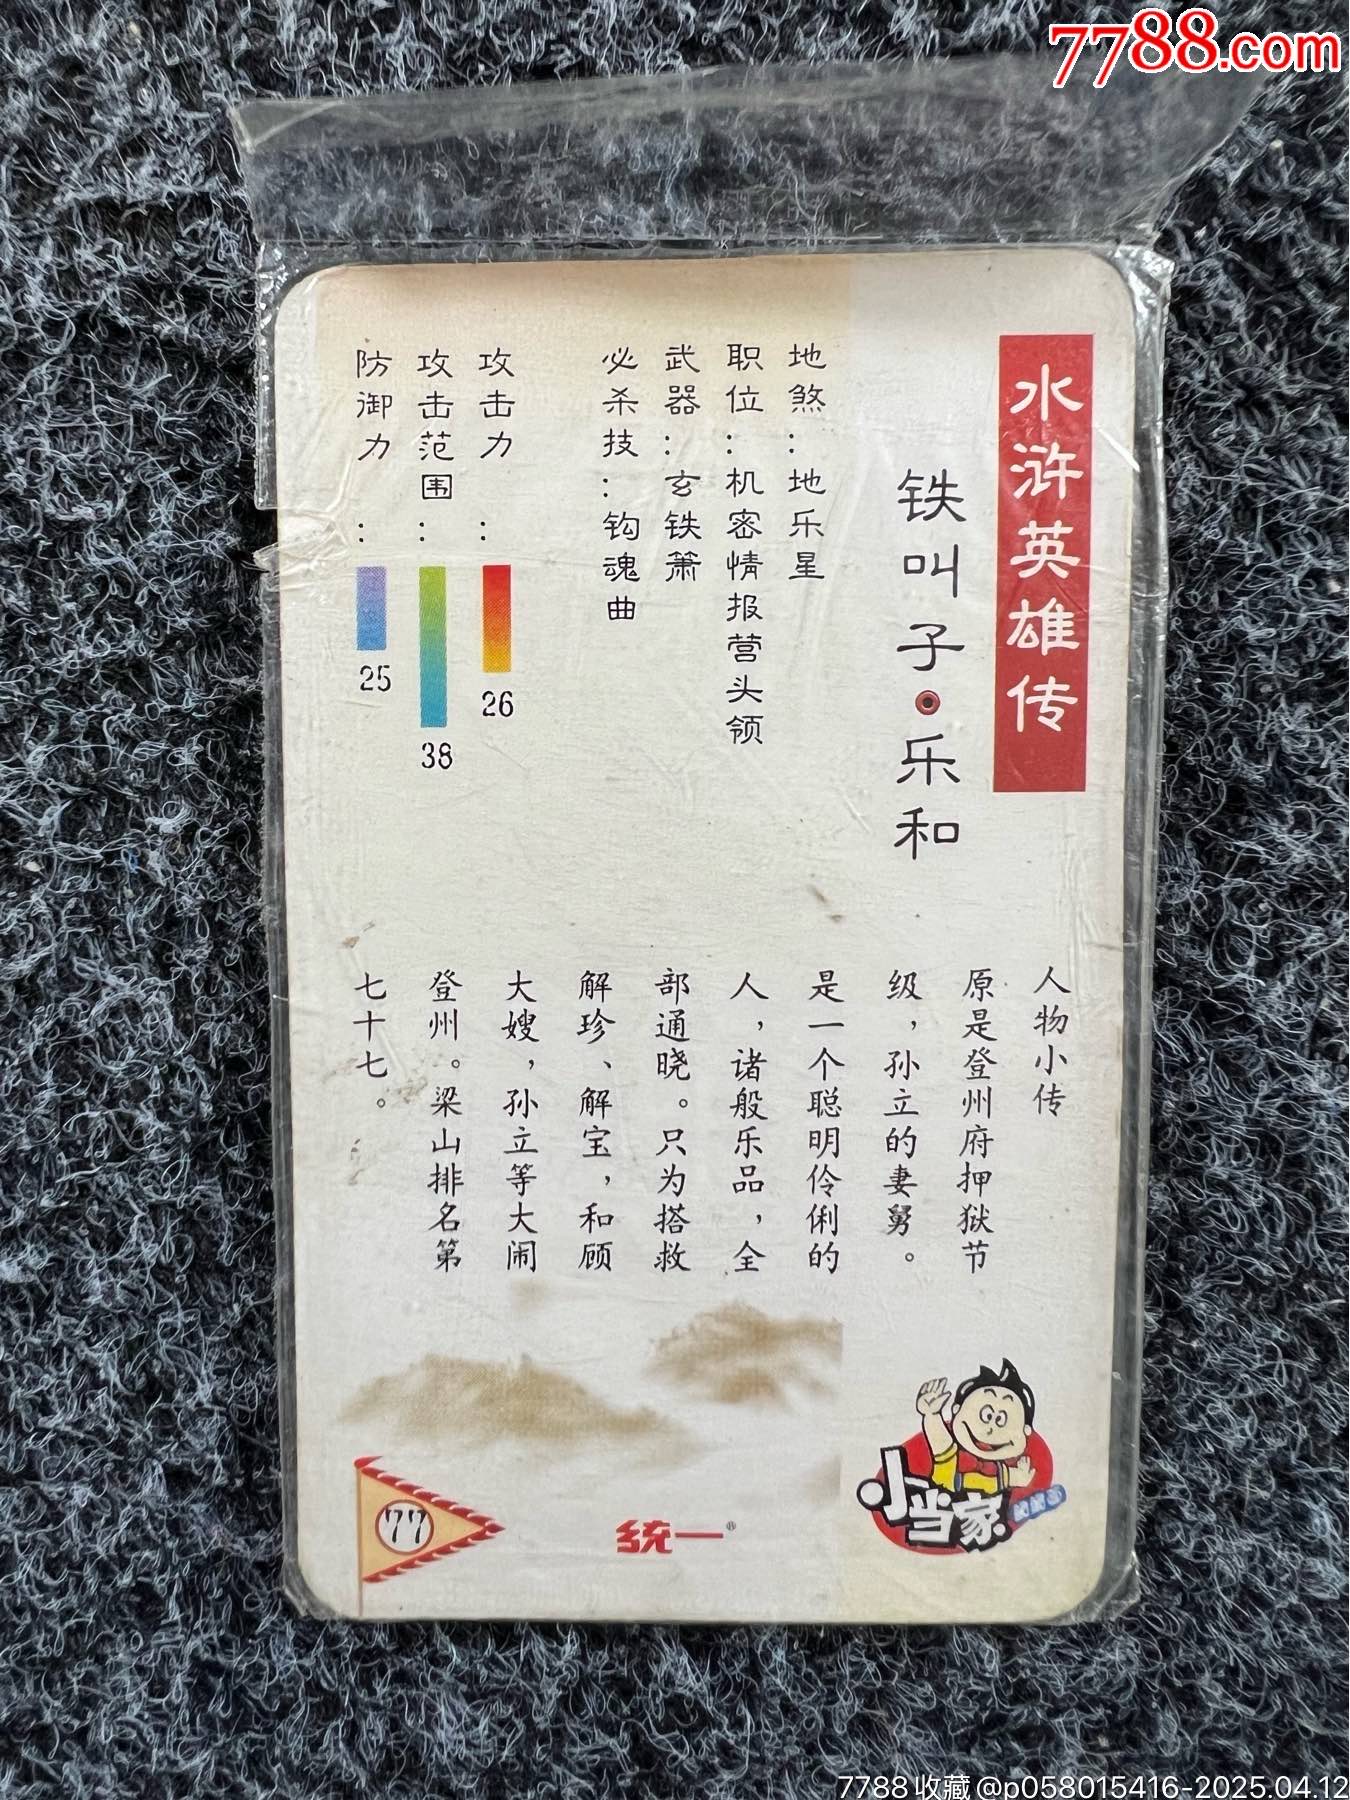 7788.com
水浒英雄传
铁叫子·乐和
地煞：地乐星
职位：机密情报营头领
武器：玄铁箫
必杀技：钩魂曲
攻击力：26
攻击范围：38
防御力：25
人物小传
原是登州府押狱节
级，孙立的妻舅。
是一个聪明伶俐的
人，诸般乐品，全
部通晓。只为搭救
解珍、解宝，和顾
大嫂，孙立等大闹
登州。梁山排名第
七十七。
小当家
统一®
77
7788收藏@p058015416-2025.04.12